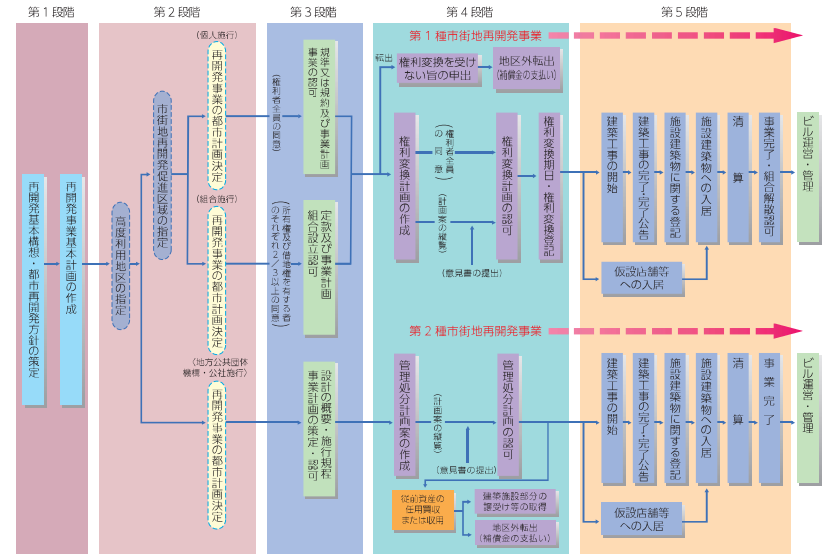 第1段階
第2段階
第3段階
第4段階
第5段階
再開発基本構想・都市再開発方針の策定
再開発事業基本計画の作成
高度利用地区の指定
市街地再開発促進区域の指定
(個人施行)
再開発事業の都市計画決定
(組合施行)
再開発事業の都市計画決定
(地方公共団体
機構・公社施行)
再開発事業の都市計画決定
(権利者全員の同意)
規準又は規約及び事業計画
事業の認可
(所有権及び借地権を有する者
のそれぞれ2/3以上の同意)
定款及び事業計画
組合設立認可
設計の概要・施行規程
事業計画の策定・認可
第1種市街地再開発事業
転出
権利変換を受け
ない旨の申出
地区外転出
(補償金の支払い)
権利変換計画の作成
(権利者全員
の同意)
(計画案の縦覧)
(意見書の提出)
権利変換計画の認可
権利変換期日・権利変換登記
建築工事の開始
建築工事の完了・完了公告
施設建築物に関する登記
施設建築物への入居
清算
事業完了・組合解散認可
ビル運営・管理
仮設店舗等
への入居
第2種市街地再開発事業
管理処分計画案の作成
(計画案の縦覧)
(意見書の提出)
管理処分計画の認可
従前資産の
任用買収
または収用
建築施設部分の
譲受け等の取得
地区外転出
(補償金の支払い)
建築工事の開始
建築工事の完了・完了公告
施設建築物に関する登記
施設建築物への入居
清算
事業完了
ビル運営・管理
仮設店舗等
への入居